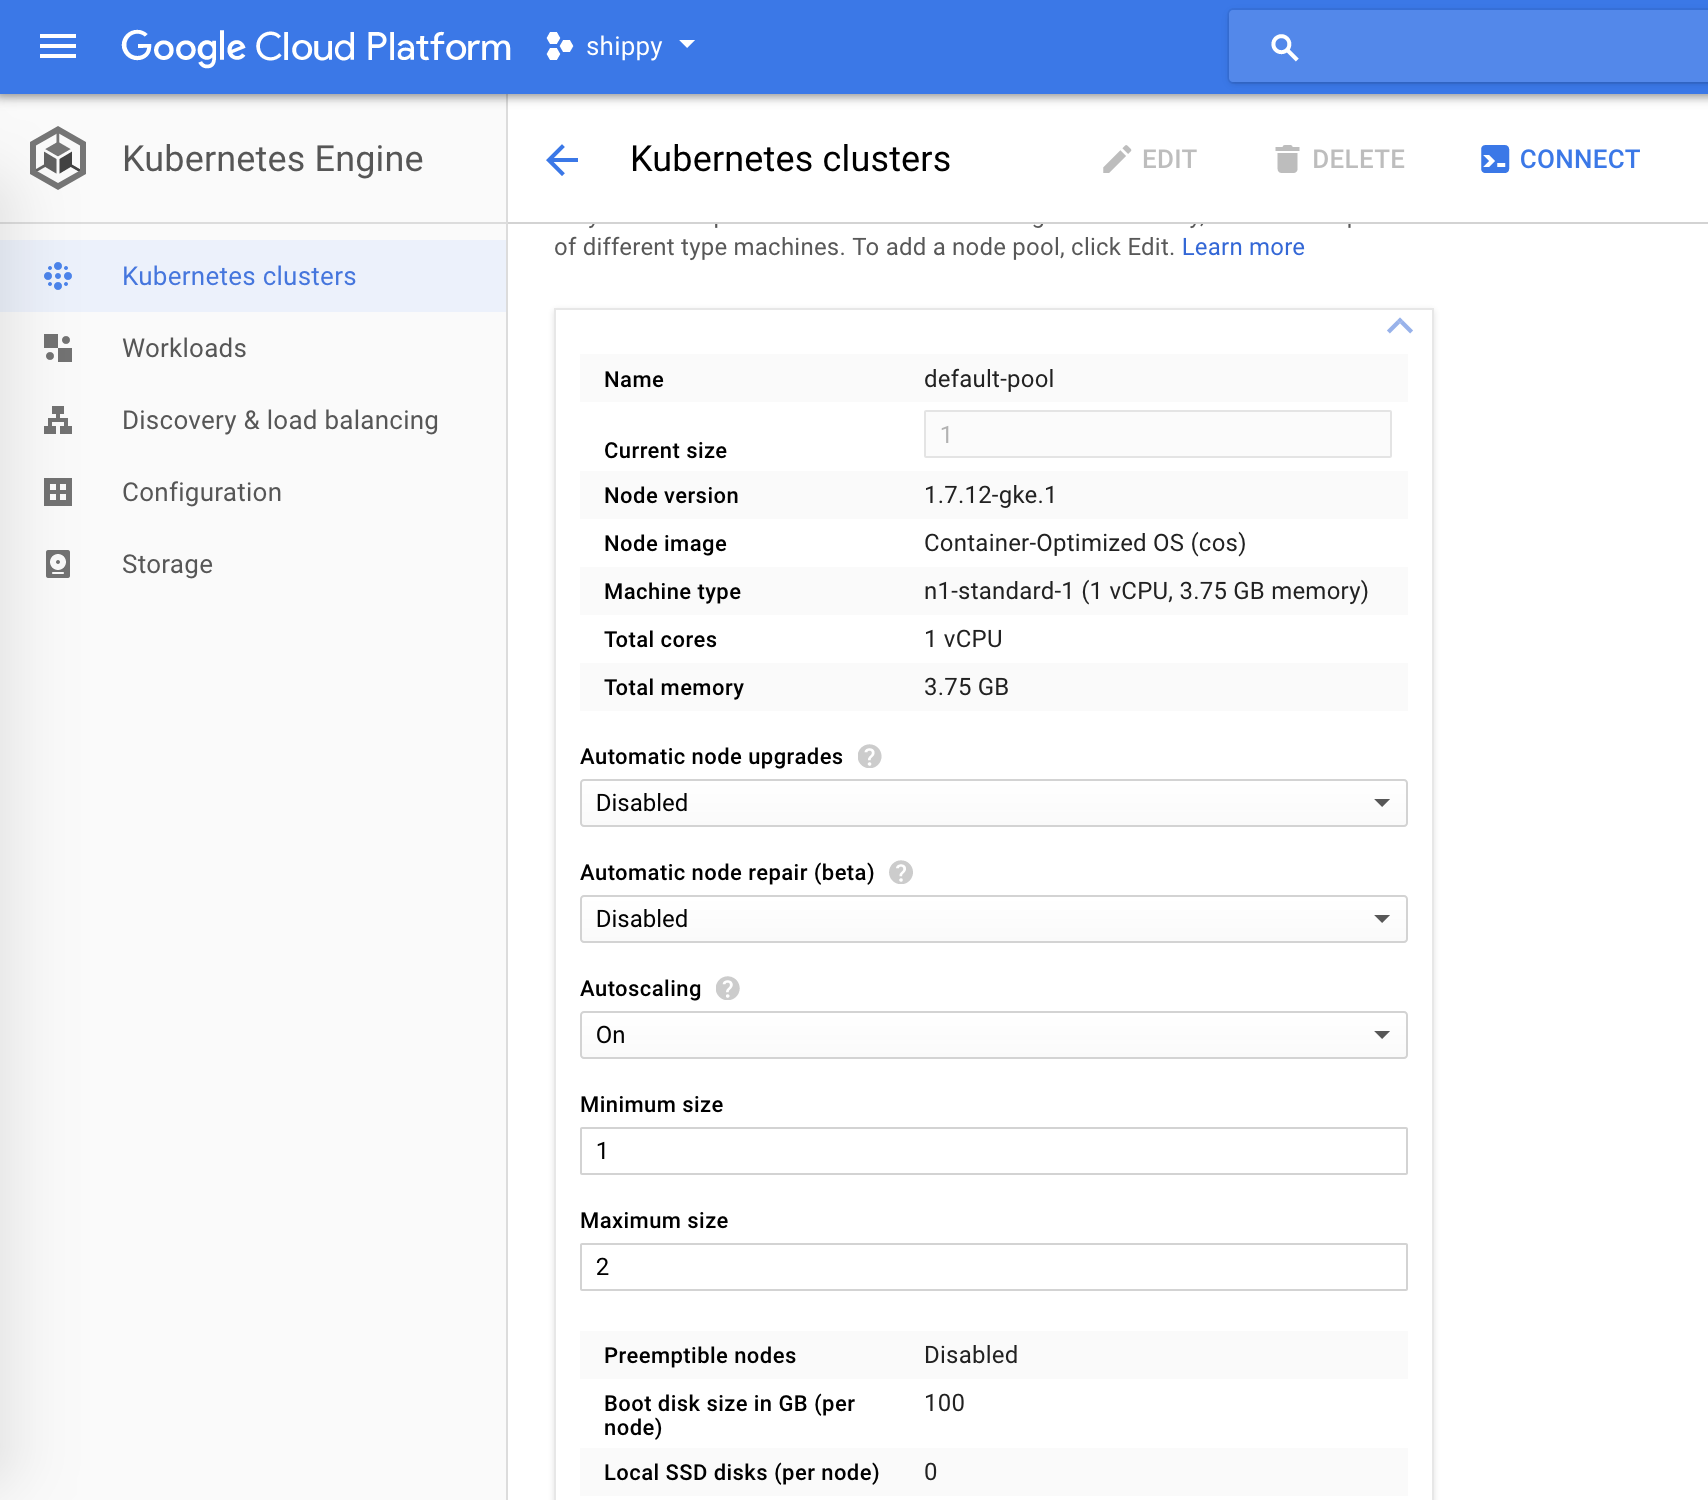 Google Cloud Platform
shippy
Kubernetes Engine
Kubernetes clusters
EDIT
DELETE
CONNECT
Kubernetes clusters
Workloads
Discovery & load balancing
Configuration
Storage
of different type machines. To add a node pool, click Edit. Learn more
Name default-pool
Current size 1
Node version 1.7.12-gke.1
Node image Container-Optimized OS (cos)
Machine type n1-standard-1 (1 vCPU, 3.75 GB memory)
Total cores 1 vCPU
Total memory 3.75 GB
Automatic node upgrades ?
Disabled
Automatic node repair (beta) ?
Disabled
Autoscaling ?
On
Minimum size
1
Maximum size
2
Preemptible nodes Disabled
Boot disk size in GB (per 100
node)
Local SSD disks (per node) 0